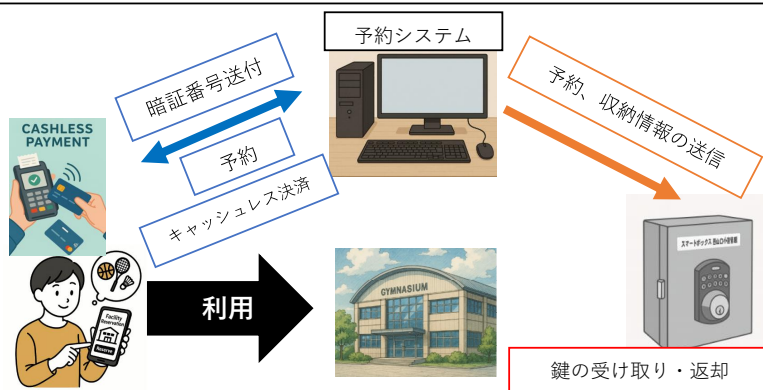 予約システム
暗証番号送付
予約、収納情報の送信
CASHLESS
PAYMENT
予約
キャッシュレス決済
GYMNASIUM
Facility
Reservation
Reserve
利用
鍵の受け取り・返却